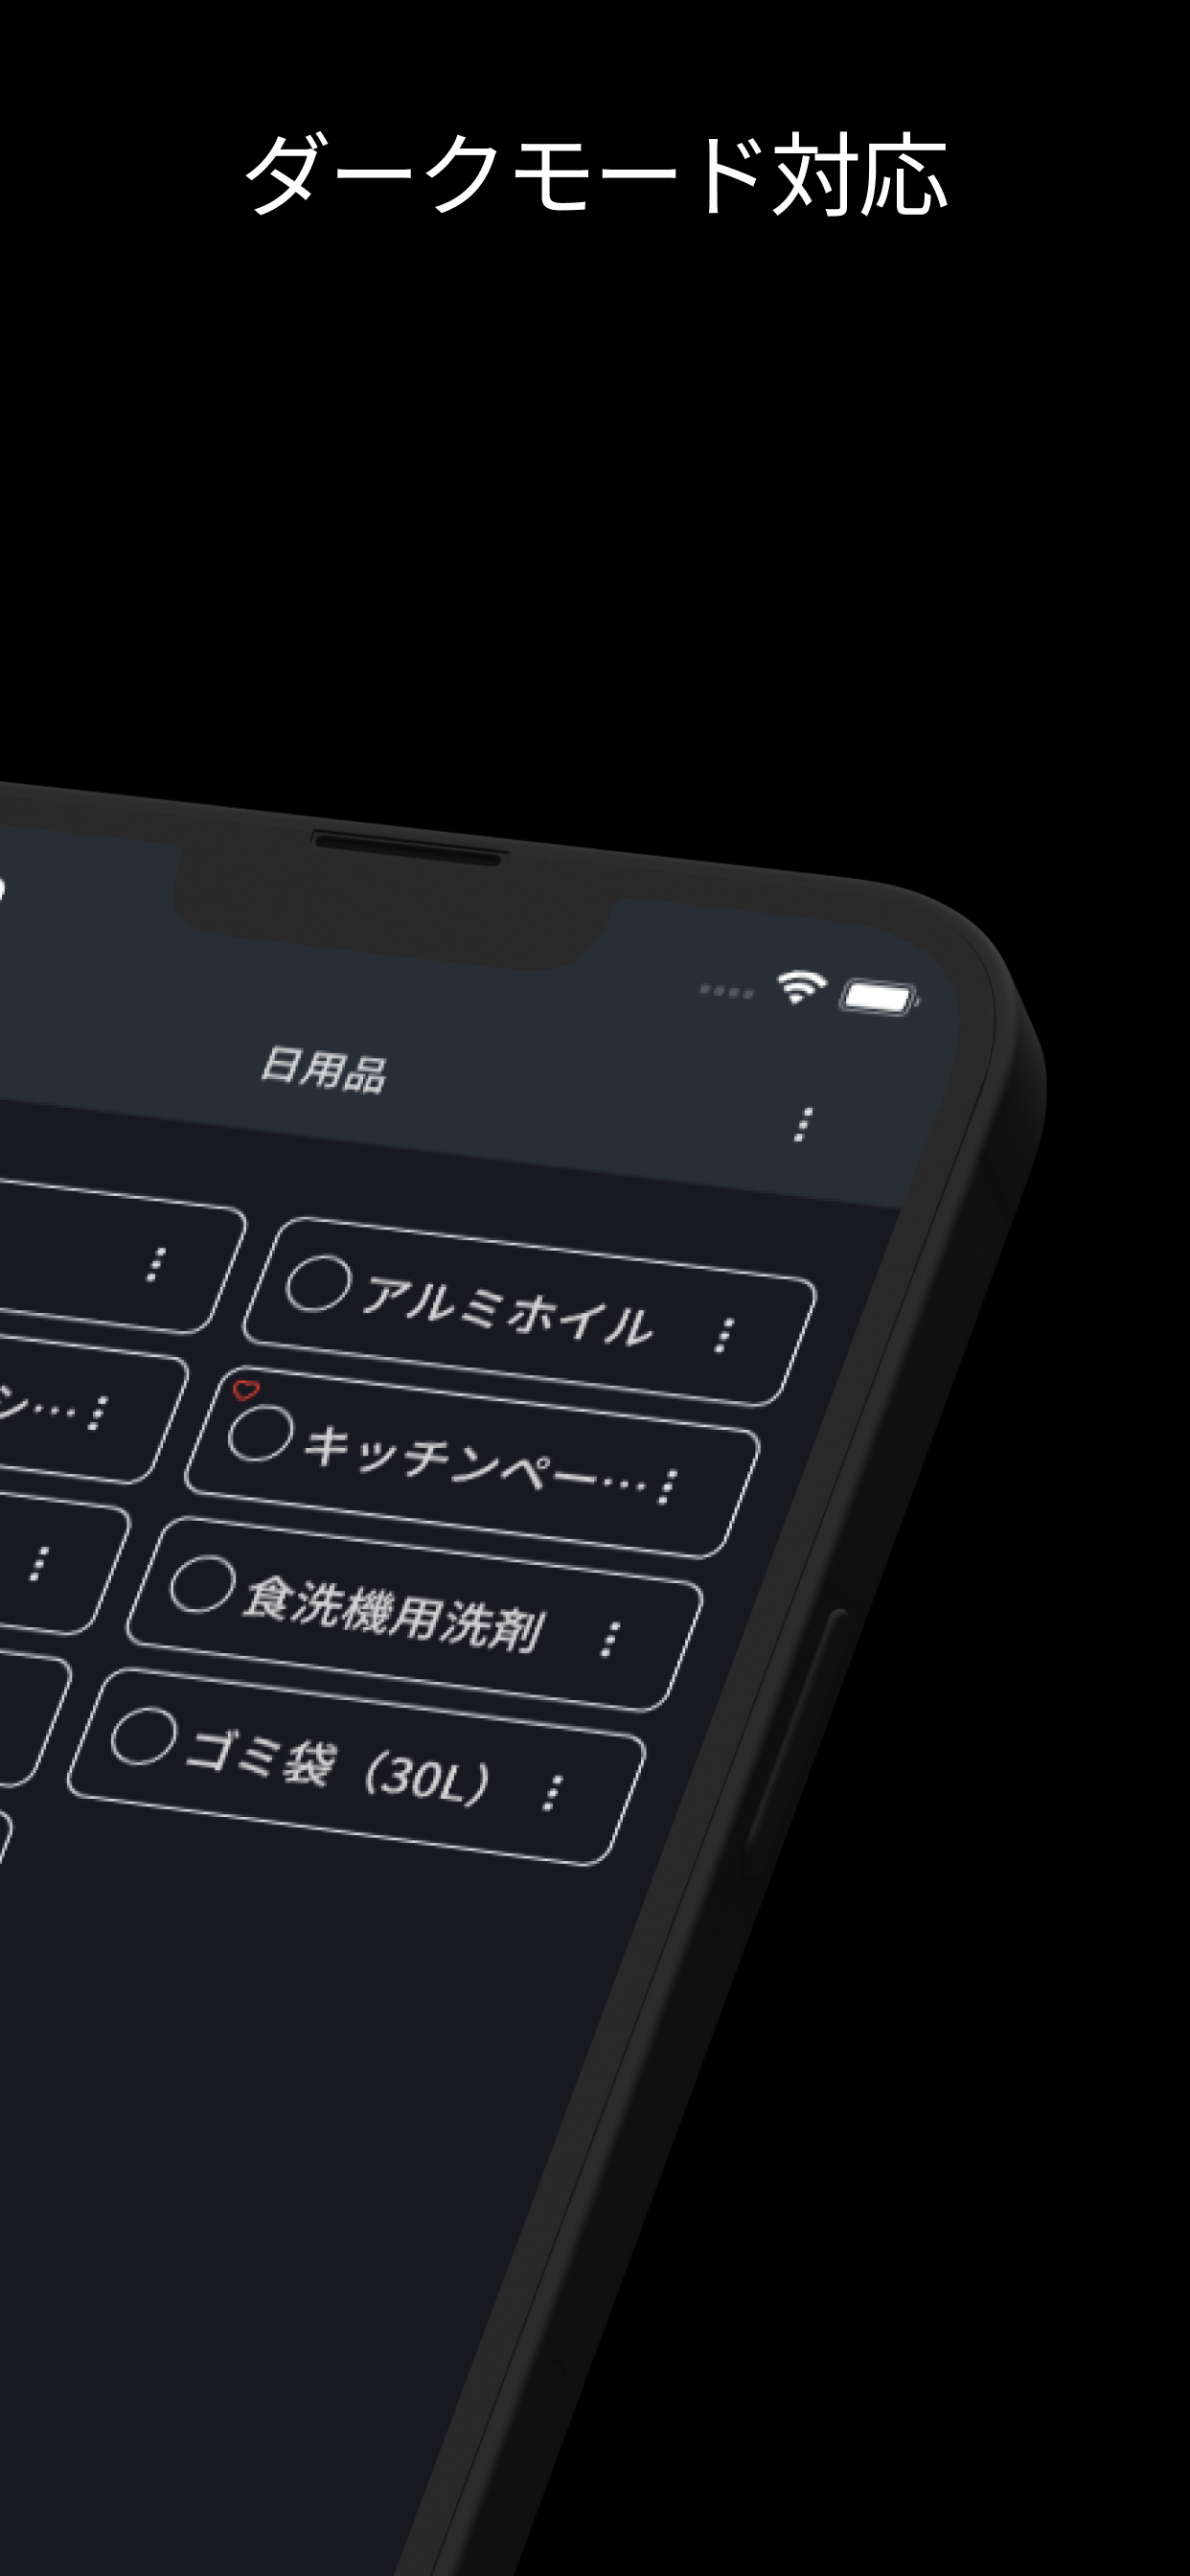 ダークモード対応
日用品
アルミホイル
シ…
キッチンペー…
食洗機用洗剤
ゴミ袋（30L）